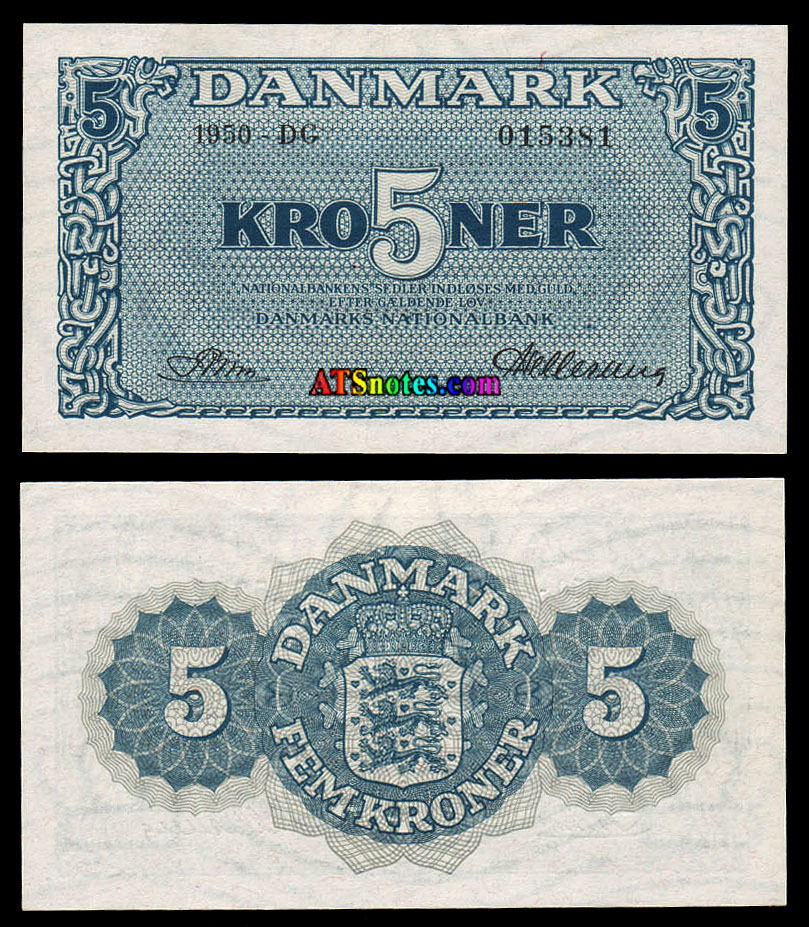 5 DANMARK 5
1950 - DG 015381
KRO5NER
NATIONALBANKENS SEDLER INDLØSES MED GULD
EFTER GÆLDENDE LOV
DANMARKS NATIONALBANK
ATSnotes.com
DANMARK
5 5
FEM KRONER